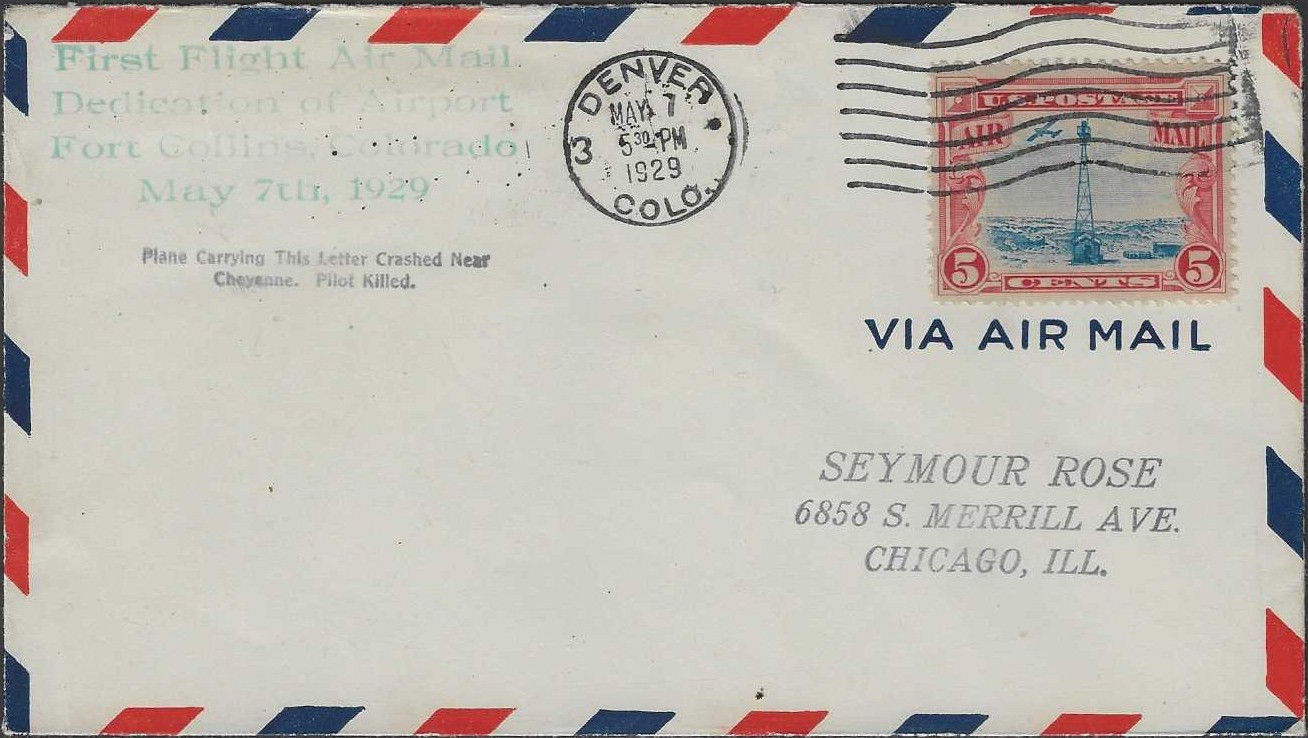 First Flight Air Mail
Dedication of Airport
Fort Collins, Colorado
May 7th, 1929
Plane Carrying This Letter Crashed Near
Cheyenne. Pilot Killed.
DENVER
MAY 7
5 30 PM
1929
3
COLO.
U.S. POSTAGE
AIR MAIL
5 CENTS 5
VIA AIR MAIL
SEYMOUR ROSE
6858 S. MERRILL AVE.
CHICAGO, ILL.